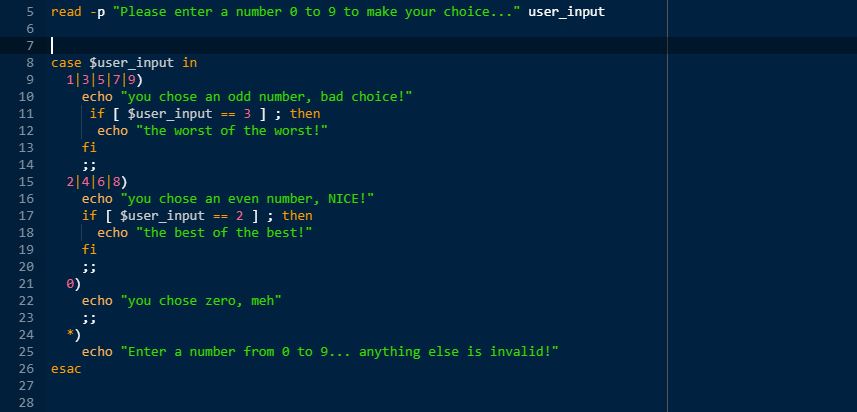 5 read -p "Please enter a number 0 to 9 to make your choice..." user_input
6
7
8 case $user_input in
9   1|3|5|7|9)
10     echo "you chose an odd number, bad choice!"
11      if [ $user_input == 3 ] ; then
12       echo "the worst of the worst!"
13     fi
14     ;;
15   2|4|6|8)
16     echo "you chose an even number, NICE!"
17     if [ $user_input == 2 ] ; then
18       echo "the best of the best!"
19     fi
20     ;;
21   0)
22     echo "you chose zero, meh"
23     ;;
24   *)
25     echo "Enter a number from 0 to 9... anything else is invalid!"
26 esac
27
28